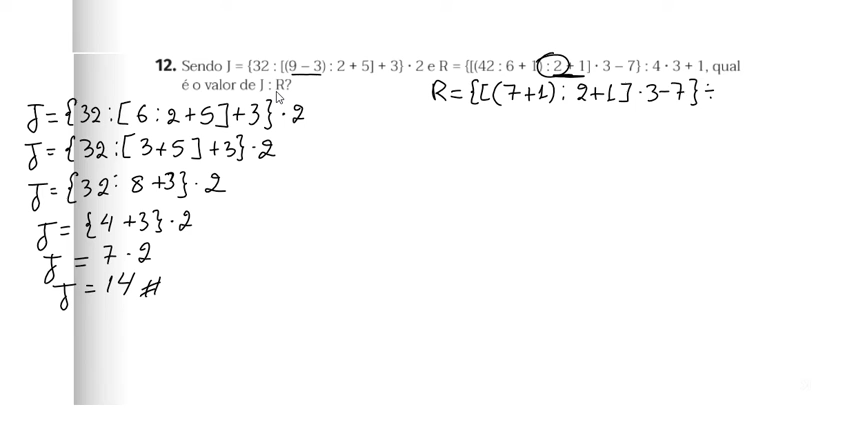 12. Sendo J = {32 : [(9 – 3) : 2 + 5] + 3} · 2 e R = {[(42 : 6 + 1) : 2 + 1] · 3 – 7} : 4 · 3 + 1, qual
é o valor de J : R?
R = {[(7+1) : 2+1] · 3-7} ÷
J = {32 : [6 : 2+5]+3} · 2
J = {32 : [3+5]+3} · 2
J = {32 : 8+3} · 2
J = {4+3} · 2
J = 7 · 2
J = 14 #